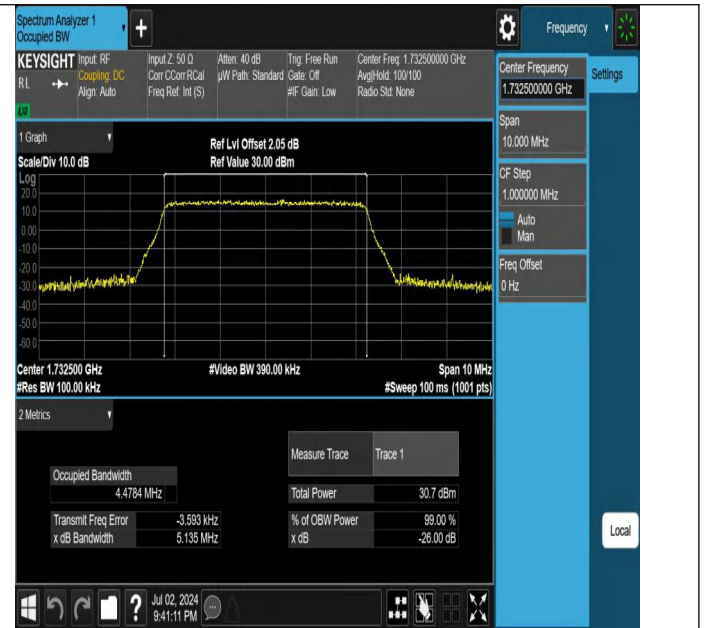 Spectrum Analyzer 1
Occupied BW
Frequency
KEYSIGHT
RL
Input: RF
Coupling: DC
Align: Auto
Input Z: 50 Ω
Corr CCorr RCal
Freq Ref: Int (S)
Atten: 40 dB
µW Path: Standard
Trig: Free Run
Gate: Off
#IF Gain: Low
Center Freq: 1.732500000 GHz
Avg|Hold: 100/100
Radio Std: None
Center Frequency
1.732500000 GHz
Settings
Span
10.000 MHz
CF Step
1.000000 MHz
Auto
Man
Freq Offset
0 Hz
Local
1 Graph
Scale/Div 10.0 dB
Ref Lvl Offset 2.05 dB
Ref Value 30.00 dBm
Log
20.0
10.0
0.00
-10.0
-20.0
-30.0
-40.0
-50.0
-60.0
Center 1.732500 GHz
#Video BW 390.00 kHz
Span 10 MHz
#Res BW 100.00 kHz
#Sweep 100 ms (1001 pts)
2 Metrics
Measure Trace
Trace 1
Occupied Bandwidth
4.4784 MHz
Total Power
30.7 dBm
Transmit Freq Error
-3.593 kHz
% of OBW Power
99.00 %
x dB Bandwidth
5.135 MHz
x dB
-26.00 dB
?
Jul 02, 2024
9:41:11 PM